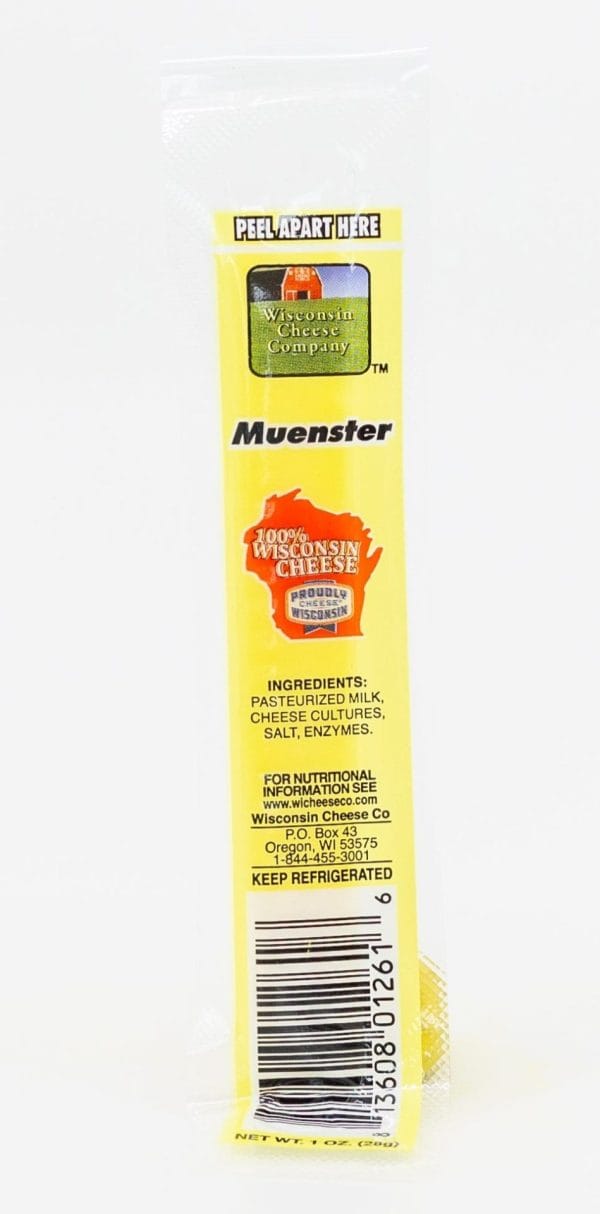 PEEL APART HERE
Wisconsin
Cheese
Company
TM
Muenster
100%
WISCONSIN
CHEESE
PROUDLY
CHEESE
WISCONSIN
INGREDIENTS:
PASTEURIZED MILK,
CHEESE CULTURES,
SALT, ENZYMES.
FOR NUTRITIONAL
INFORMATION SEE
www.wicheeseco.com
Wisconsin Cheese Co
P.O. Box 43
Oregon, WI 53575
1-844-455-3001
KEEP REFRIGERATED
8 13608 01261 6
NET WT. 1 OZ. (28g)